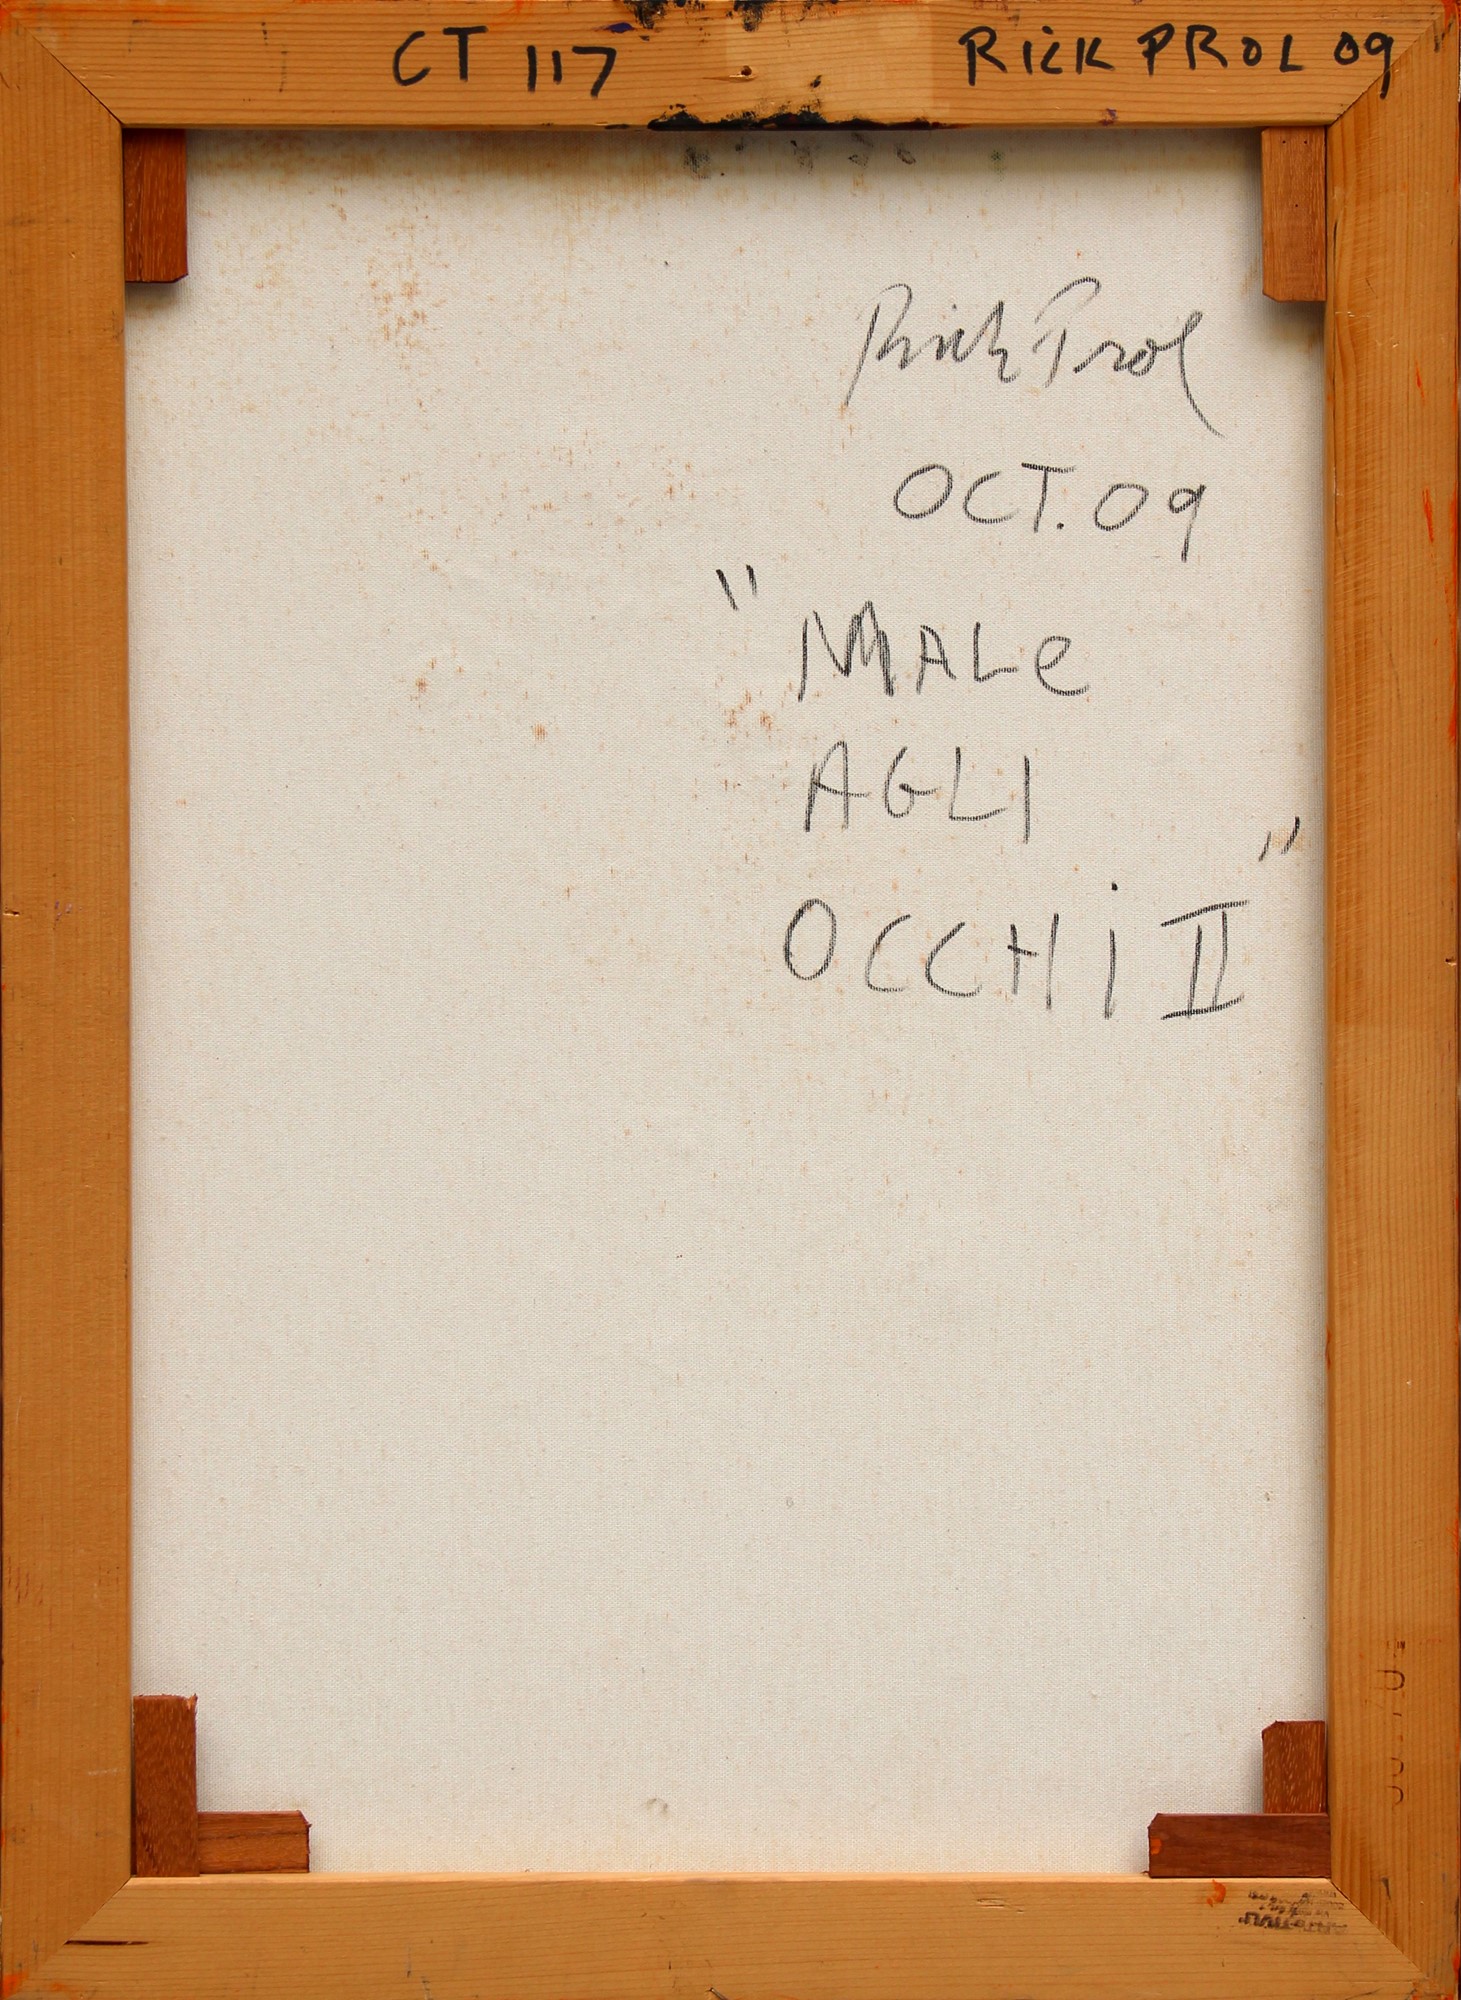 CT 117 RICK PROL 09
Rick Prol
OCT. 09
"MALe
AGLI
OCCHi II"